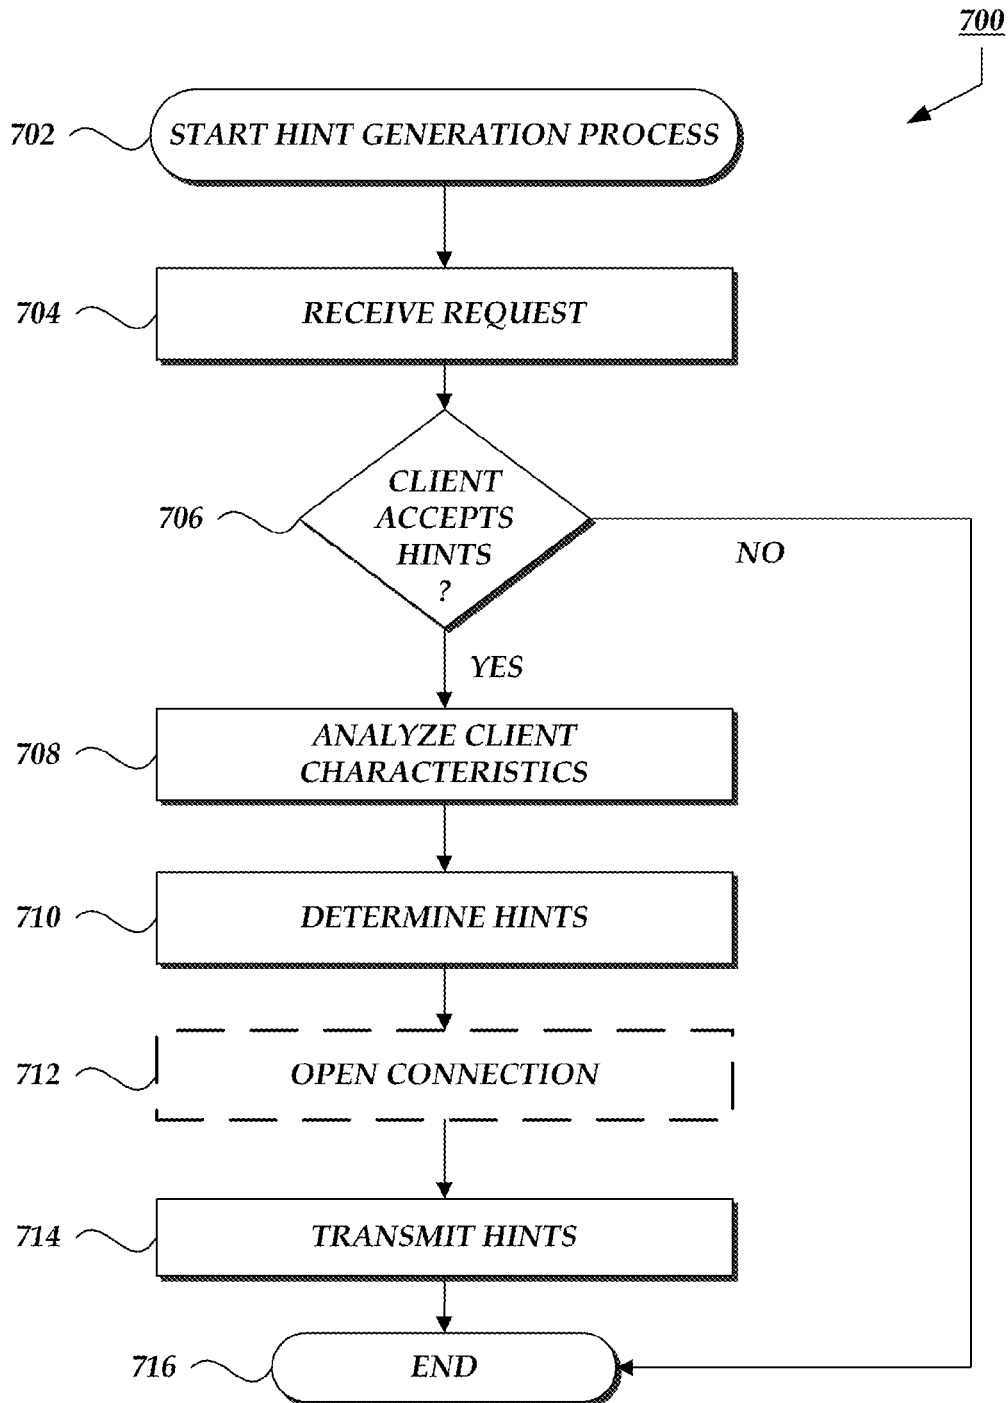 700
702
START HINT GENERATION PROCESS
704
RECEIVE REQUEST
706
CLIENT
ACCEPTS
HINTS
?
NO
YES
708
ANALYZE CLIENT
CHARACTERISTICS
710
DETERMINE HINTS
712
OPEN CONNECTION
714
TRANSMIT HINTS
716
END